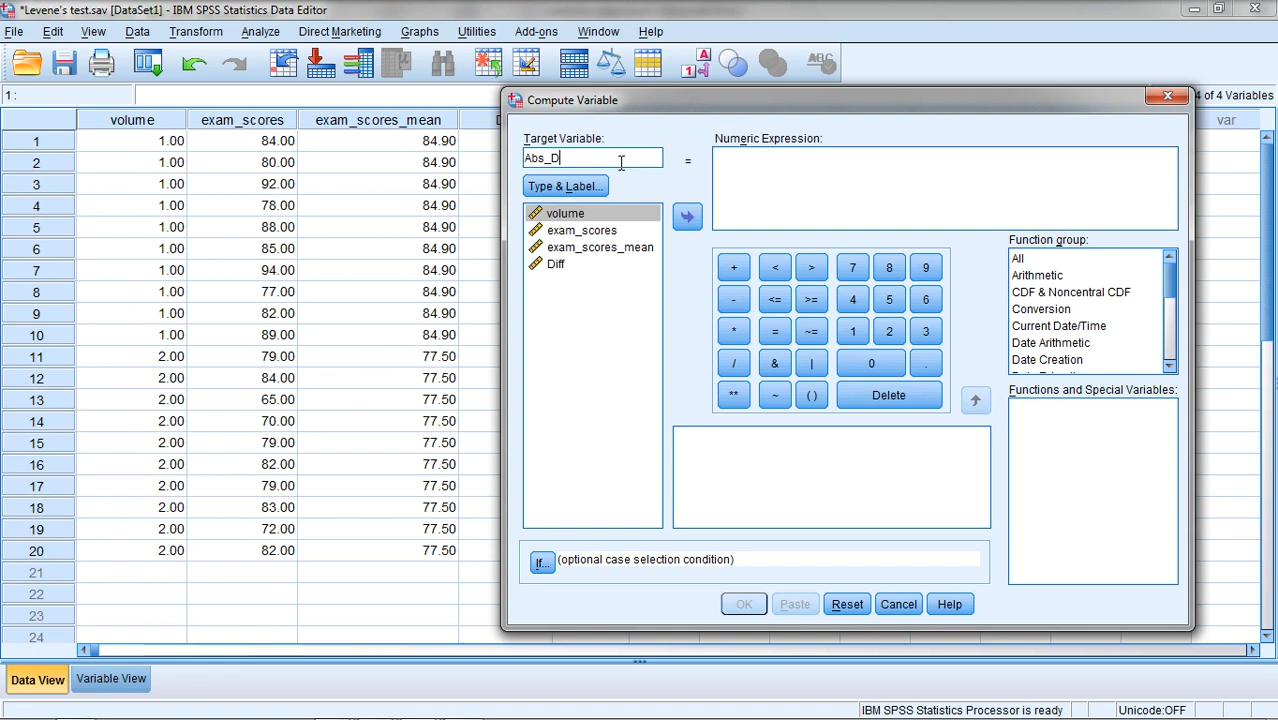 *Levene's test.sav [DataSet1] - IBM SPSS Statistics Data Editor
File Edit View Data Transform Analyze Direct Marketing Graphs Utilities Add-ons Window Help
1 :
4 of 4 Variables
volume exam_scores exam_scores_mean D var
1 1.00 84.00 84.90
2 1.00 80.00 84.90
3 1.00 92.00 84.90
4 1.00 78.00 84.90
5 1.00 88.00 84.90
6 1.00 85.00 84.90
7 1.00 94.00 84.90
8 1.00 77.00 84.90
9 1.00 82.00 84.90
10 1.00 89.00 84.90
11 2.00 79.00 77.50
12 2.00 84.00 77.50
13 2.00 65.00 77.50
14 2.00 70.00 77.50
15 2.00 79.00 77.50
16 2.00 82.00 77.50
17 2.00 79.00 77.50
18 2.00 83.00 77.50
19 2.00 72.00 77.50
20 2.00 82.00 77.50
21
22
23
24
Compute Variable
Target Variable:
Abs_D
=
Numeric Expression:
Type & Label...
volume
exam_scores
exam_scores_mean
Diff
+ < > 7 8 9
- <= >= 4 5 6
* = ~= 1 2 3
/ & | 0 .
** ~ ( ) Delete
Function group:
All
Arithmetic
CDF & Noncentral CDF
Conversion
Current Date/Time
Date Arithmetic
Date Creation
Functions and Special Variables:
If... (optional case selection condition)
OK Paste Reset Cancel Help
Data View Variable View
IBM SPSS Statistics Processor is ready Unicode:OFF